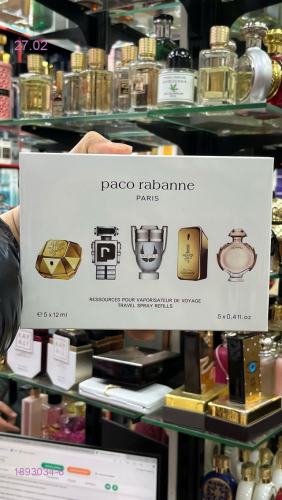 27.02
paco rabanne
PARIS
RESSOURCES POUR VAPORISATEUR DE VOYAGE
TRAVEL SPRAY REFILLS
e 5 x 12 ml
5 x 0.4 fl.oz
1893034-6